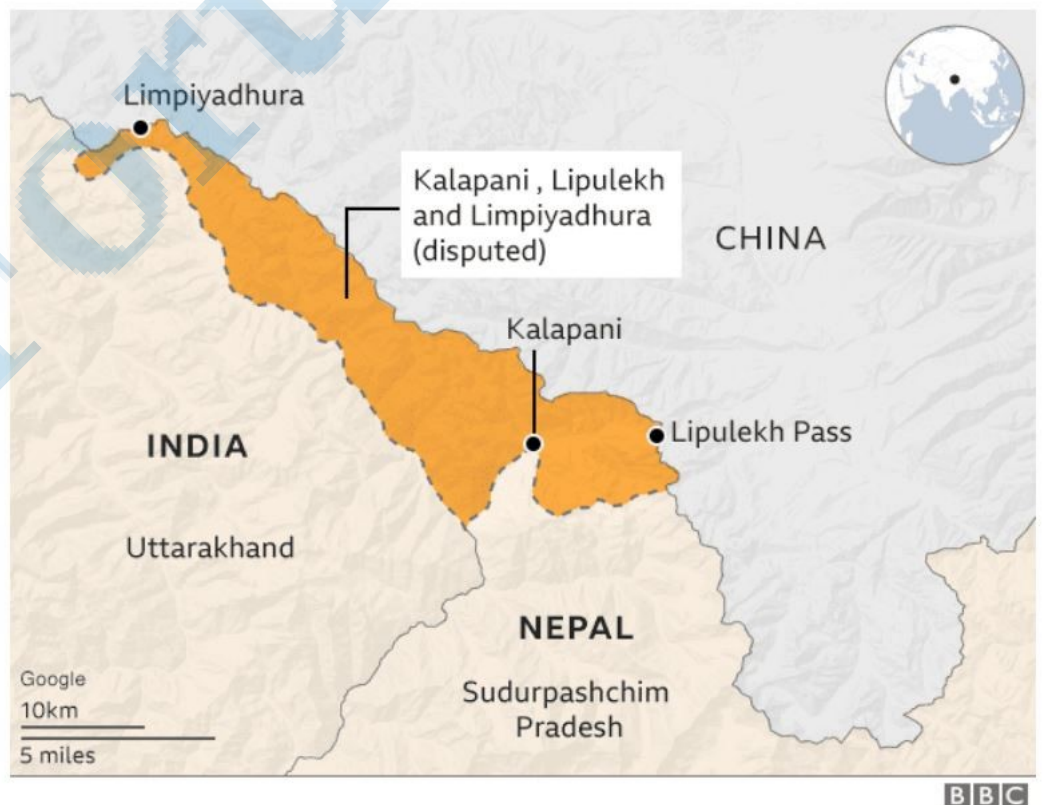 Limpiyadhura
Kalapani , Lipulekh
and Limpiyadhura
(disputed)
CHINA
Kalapani
Lipulekh Pass
INDIA
Uttarakhand
NEPAL
Sudurpashchim
Pradesh
Google
10km
5 miles
BBC